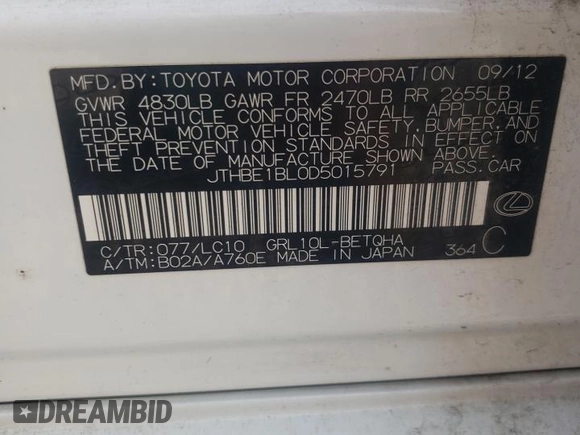 MFD.BY:TOYOTA MOTOR CORPORATION 09/12
GVWR 4830LB GAWR FR 2470LB RR 2655LB
THIS VEHICLE CONFORMS TO ALL APPLICABLE
FEDERAL MOTOR VEHICLE SAFETY,BUMPER,AND
THEFT PREVENTION STANDARDS IN EFFECT ON
THE DATE OF MANUFACTURE SHOWN ABOVE.
JTHBE1BL0D5015791 PASS.CAR
C/TR:077/LC10 GRL10L-BETQHA
A/TM:B02A/A760E MADE IN JAPAN 364 C
DREAMBID